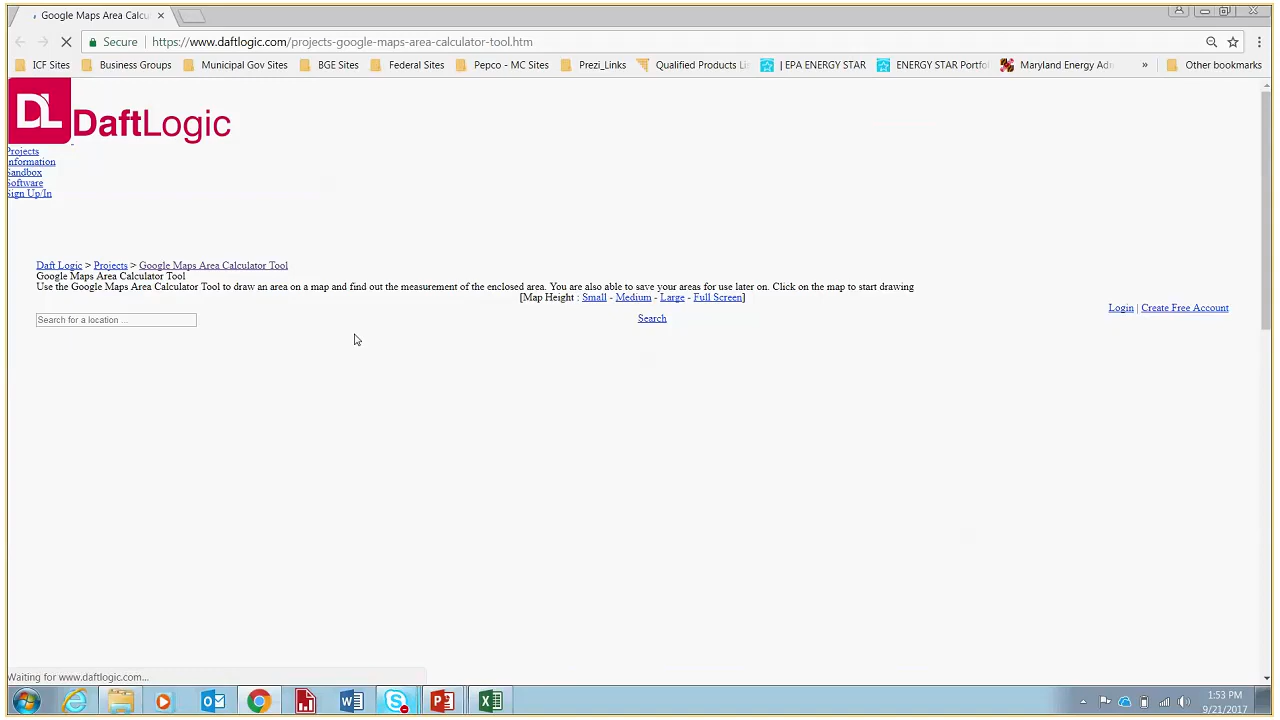 Google Maps Area Calcu
Secure https://www.daftlogic.com/projects-google-maps-area-calculator-tool.htm
ICF Sites Business Groups Municipal Gov Sites BGE Sites Federal Sites Pepco - MC Sites Prezi_Links Qualified Products Li | EPA ENERGY STAR ENERGY STAR Portfol Maryland Energy Adm » Other bookmarks
DL DaftLogic
Projects
Information
Sandbox
Software
Sign Up/In
Daft Logic > Projects > Google Maps Area Calculator Tool
Google Maps Area Calculator Tool
Use the Google Maps Area Calculator Tool to draw an area on a map and find out the measurement of the enclosed area. You are also able to save your areas for use later on. Click on the map to start drawing
[Map Height : Small - Medium - Large - Full Screen]
Login | Create Free Account
Search for a location ... Search
Waiting for www.daftlogic.com...
1:53 PM
9/21/2017